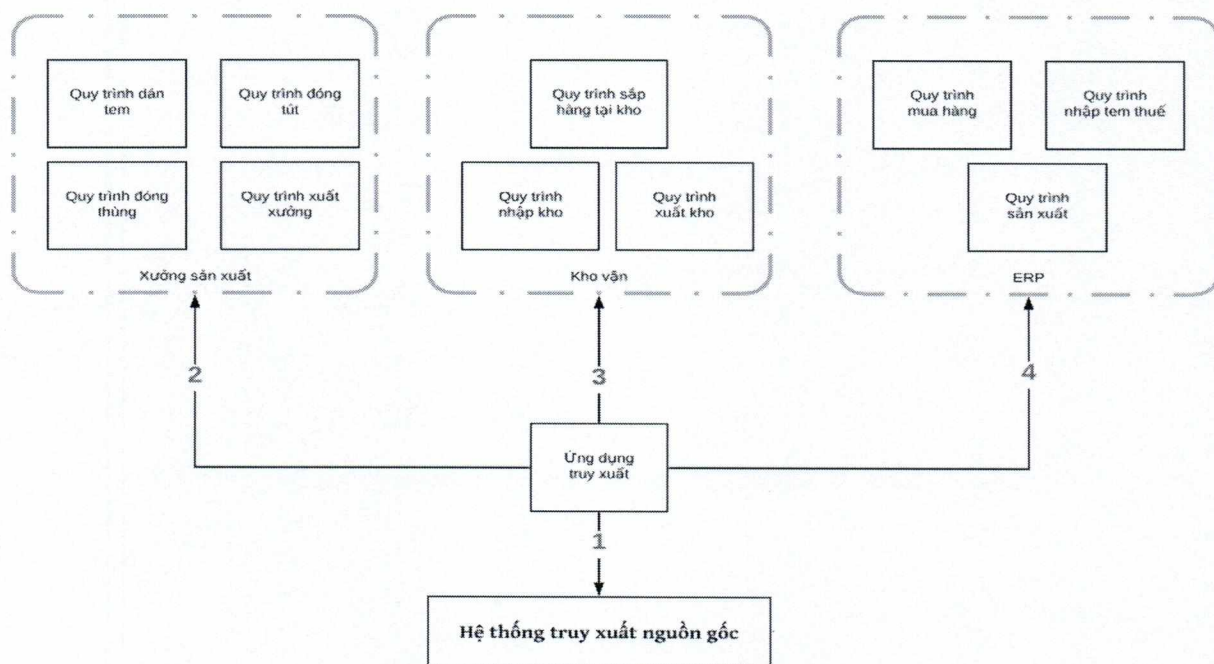 Quy trình dán
tem
Quy trình đóng
tút
Quy trình đóng
thùng
Quy trình xuất
xưởng
Xưởng sản xuất
Quy trình sắp
hàng tại kho
Quy trình
nhập kho
Quy trình
xuất kho
Kho vận
Quy trình
mua hàng
Quy trình
nhập tem thuế
Quy trình
sản xuất
ERP
2
3
4
Ứng dụng
truy xuất
1
Hệ thống truy xuất nguồn gốc